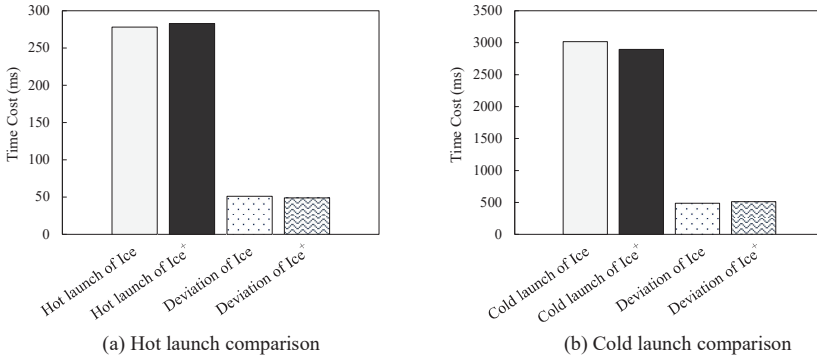 300
250
200
150
100
50
0
Time Cost (ms)
Hot launch of Ice
Hot launch of Ice+
Deviation of Ice
Deviation of Ice+
(a) Hot launch comparison
3500
3000
2500
2000
1500
1000
500
0
Time Cost (ms)
Cold launch of Ice
Cold launch of Ice+
Deviation of Ice
Deviation of Ice+
(b) Cold launch comparison